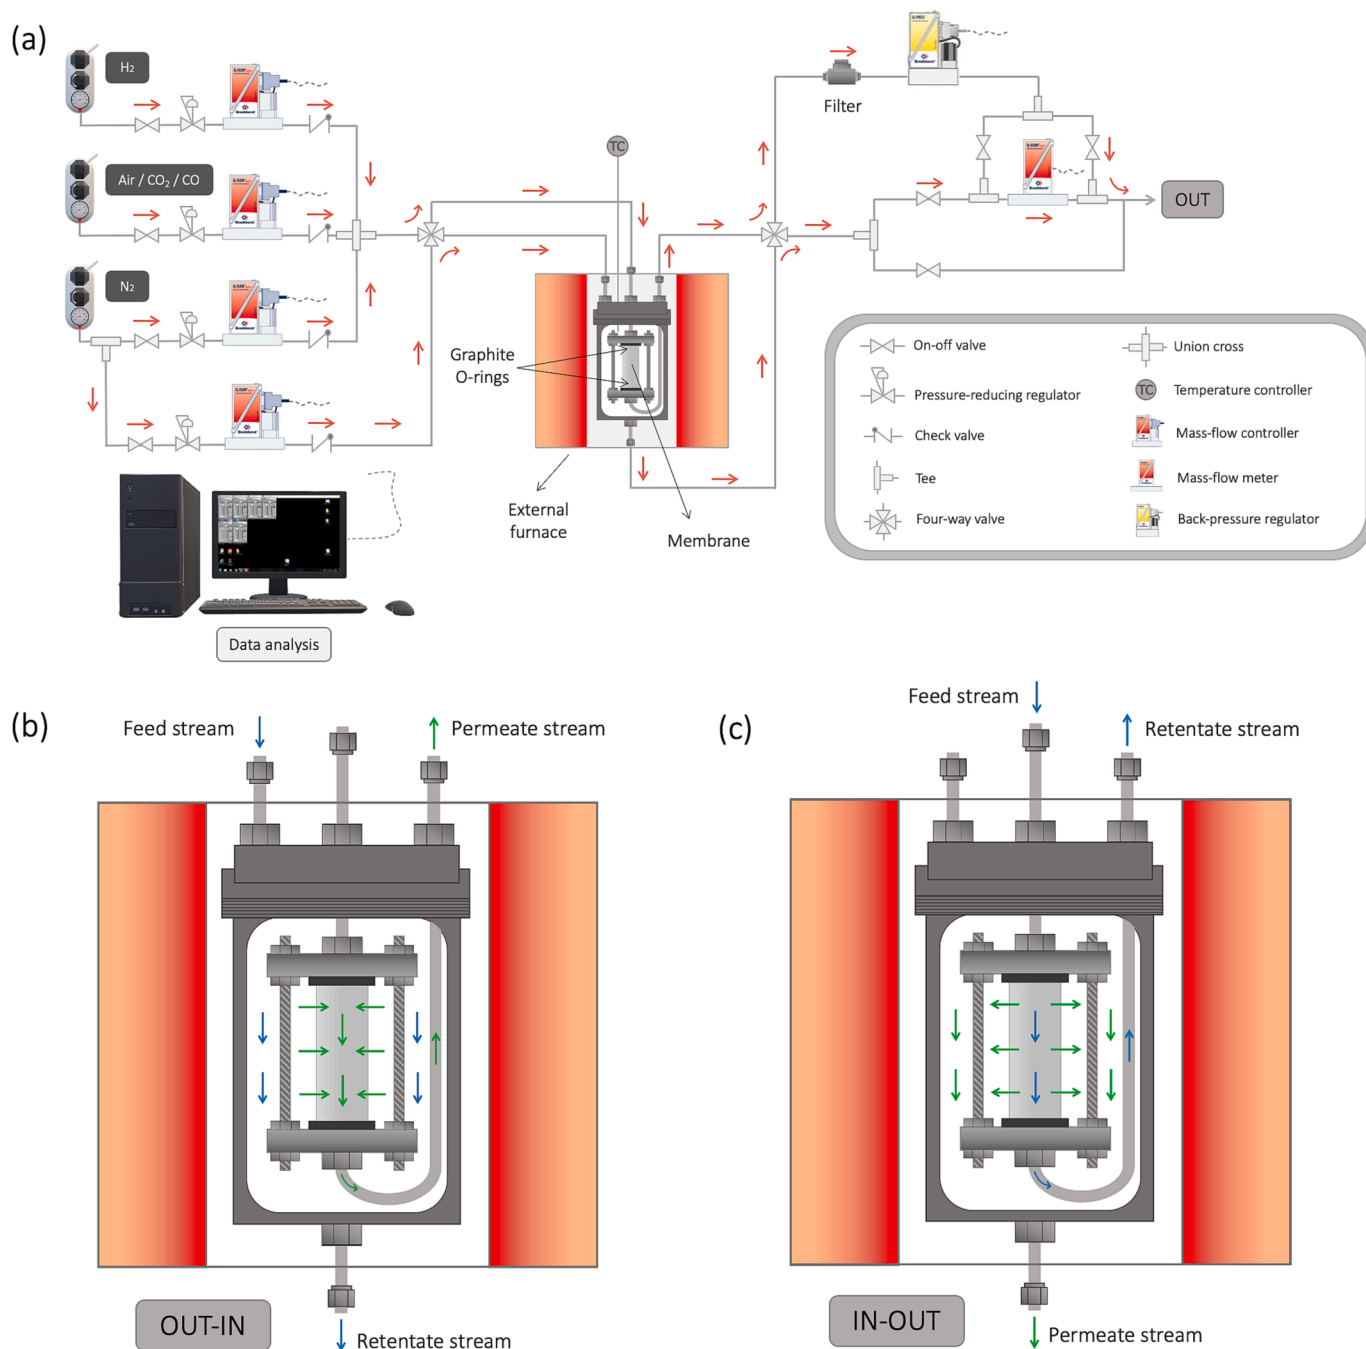 (a)
H₂
Air / CO₂ / CO
N₂
TC
Filter
OUT
Graphite
O-rings
External
furnace
Membrane
Data analysis
On-off valve
Pressure-reducing regulator
Check valve
Tee
Four-way valve
Union cross
TC
Temperature controller
Mass-flow controller
Mass-flow meter
Back-pressure regulator
(b)
Feed stream
Permeate stream
OUT-IN
Retentate stream
(c)
Feed stream
Retentate stream
IN-OUT
Permeate stream